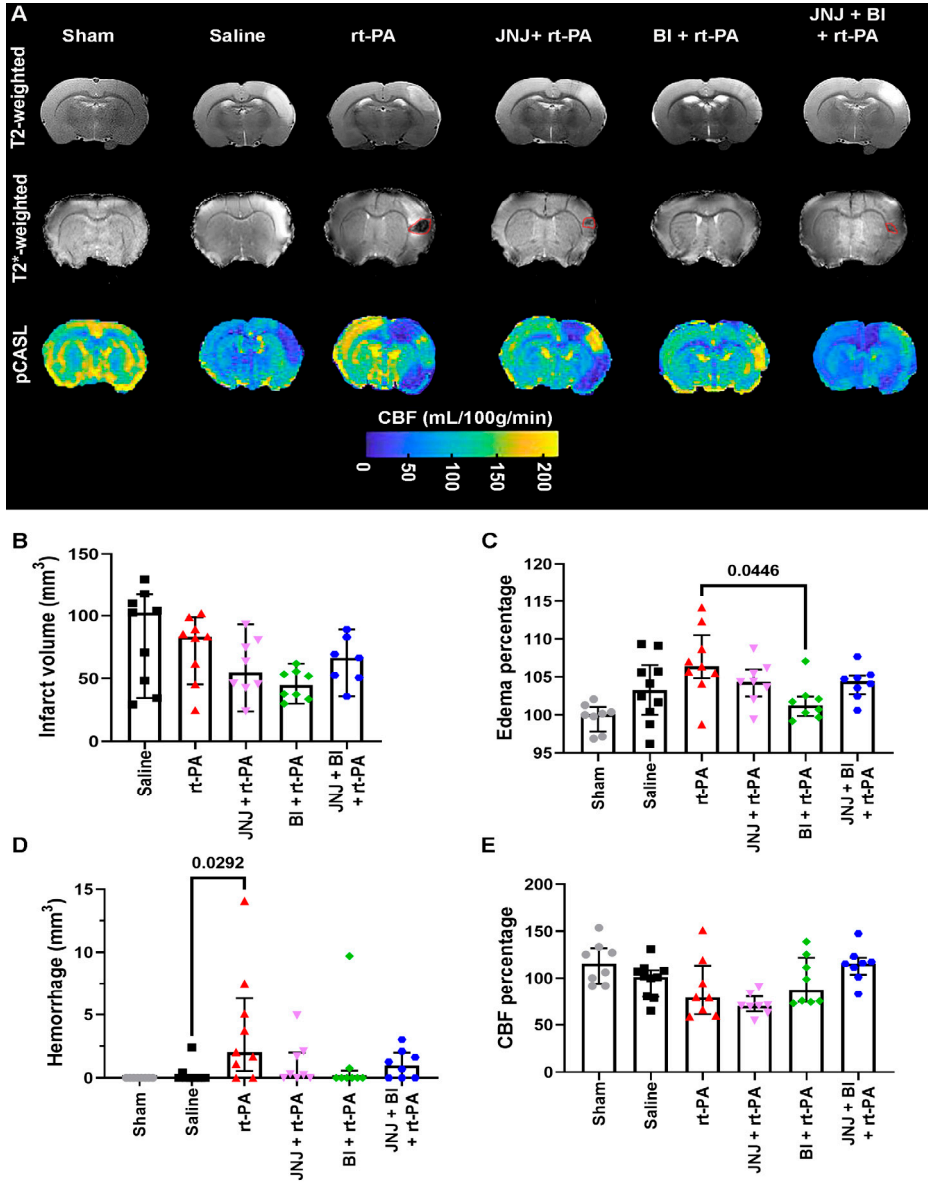 A
Sham Saline rt-PA JNJ+ rt-PA BI + rt-PA JNJ + BI
+ rt-PA
T2-weighted
T2*-weighted
pCASL
CBF (mL/100g/min)
0 50 100 150 200
B
Infarct volume (mm³)
150
100
50
0
Saline
rt-PA
JNJ + rt-PA
BI + rt-PA
JNJ + BI
+ rt-PA
C
Edema percentage
120
115
110
105
100
95
0.0446
Sham
Saline
rt-PA
JNJ + rt-PA
BI + rt-PA
JNJ + BI
+ rt-PA
D
Hemorrhage (mm³)
15
10
5
0
0.0292
Sham
Saline
rt-PA
JNJ + rt-PA
BI + rt-PA
JNJ + BI
+ rt-PA
E
CBF percentage
200
150
100
50
0
Sham
Saline
rt-PA
JNJ + rt-PA
BI + rt-PA
JNJ + BI
+ rt-PA